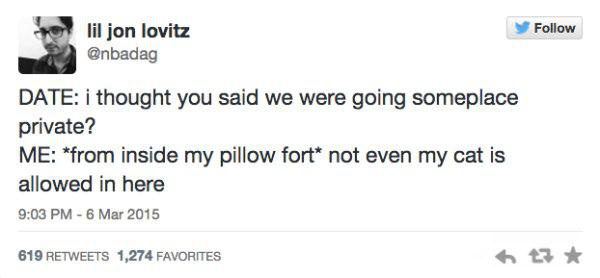 lil jon lovitz
Follow
@nbadag
DATE: i thought you said we were going someplace
private?
ME: *from inside my pillow fort* not even my cat is
allowed in here
9:03 PM - 6 Mar 2015
619 RETWEETS 1,274 FAVORITES